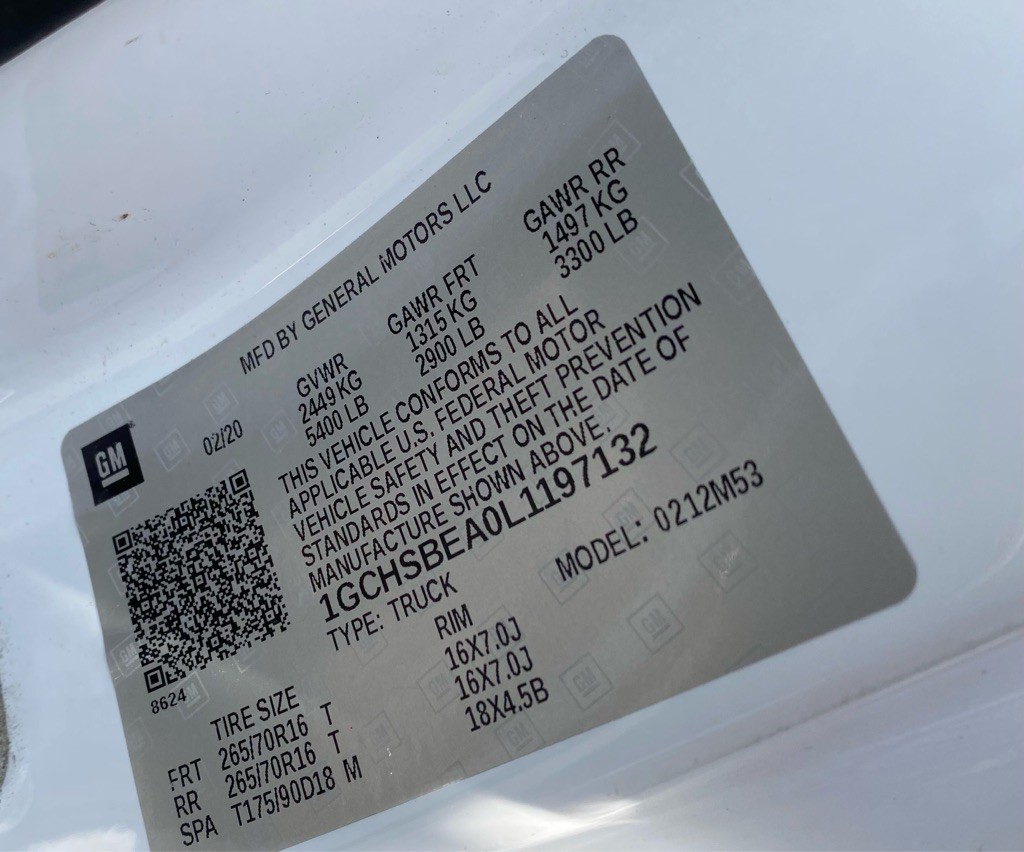 MFD BY GENERAL MOTORS LLC
GM
02/20
GVWR GAWR FRT GAWR RR
2449 KG 1315 KG 1497 KG
5400 LB 2900 LB 3300 LB
THIS VEHICLE CONFORMS TO ALL
APPLICABLE U.S. FEDERAL MOTOR
VEHICLE SAFETY AND THEFT PREVENTION
STANDARDS IN EFFECT ON THE DATE OF
MANUFACTURE SHOWN ABOVE.
1GCHSBEA0L1197132
TYPE: TRUCK MODEL: 0212M53
8624
TIRE SIZE RIM
FRT 265/70R16 T 16X7.0J
RR 265/70R16 T 16X7.0J
SPA T175/90D18 M 18X4.5B